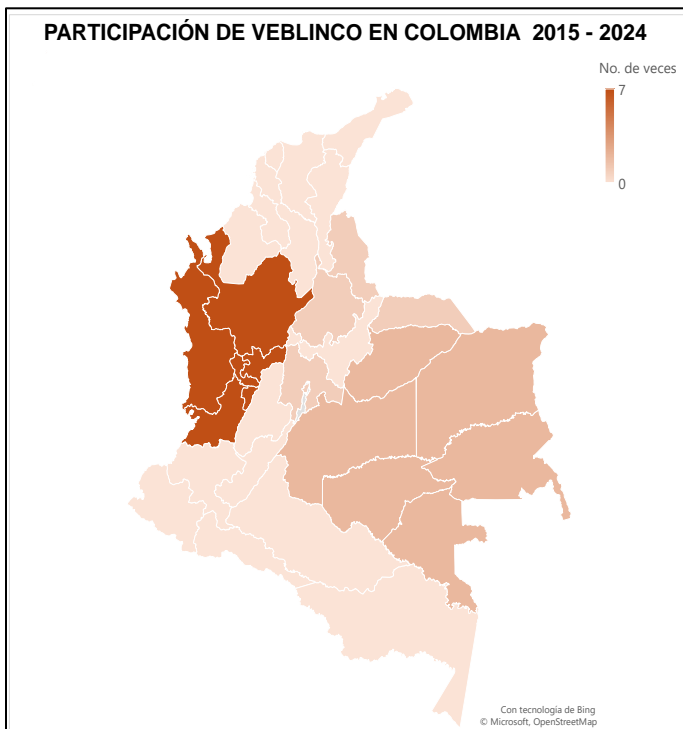 PARTICIPACIÓN DE VEBLINCO EN COLOMBIA 2015 - 2024
No. de veces
7
0
Con tecnología de Bing
© Microsoft, OpenStreetMap